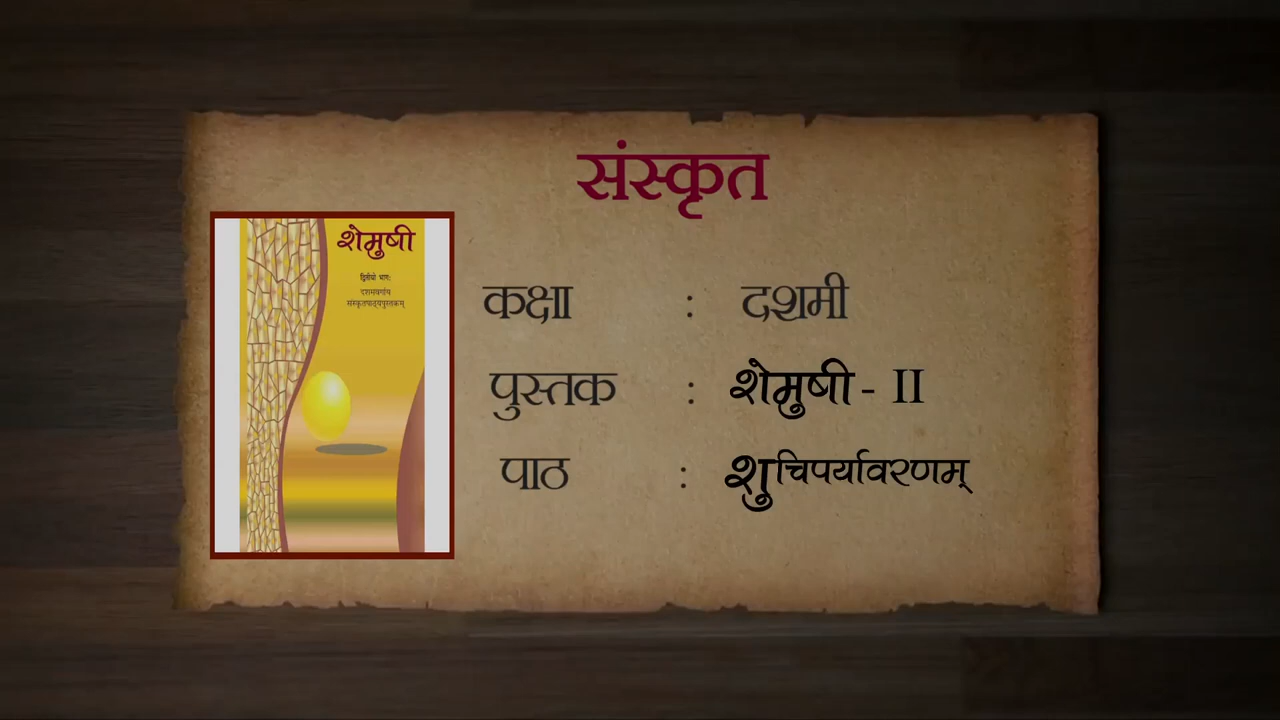 संस्कृत
शेमुषी
द्वितीयो भागः
दशमवर्गाय
संस्कृतपाठ्यपुस्तकम्
कक्षा : दशमी
पुस्तक : शेमुषी - II
पाठ : शुचिपर्यावरणम्